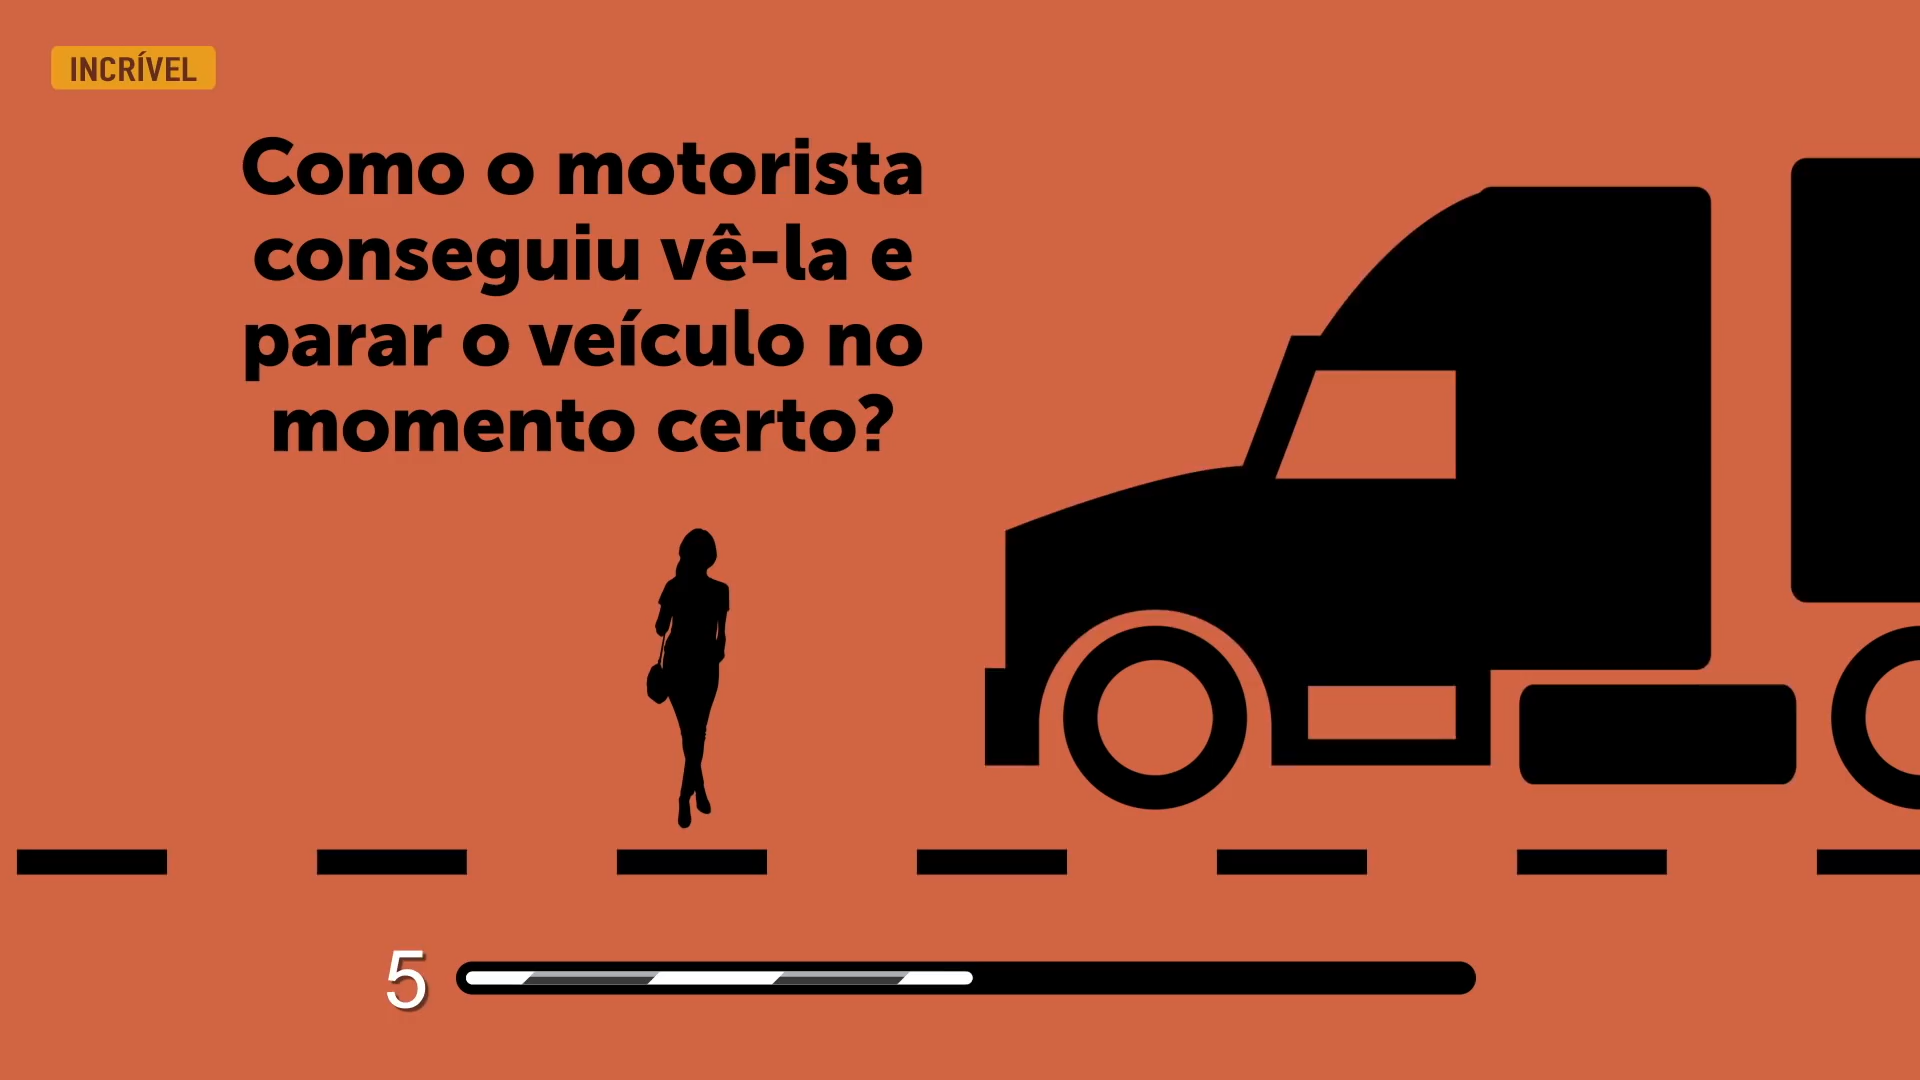 INCRÍVEL
Como o motorista
conseguiu vê-la e
parar o veículo no
momento certo?
5